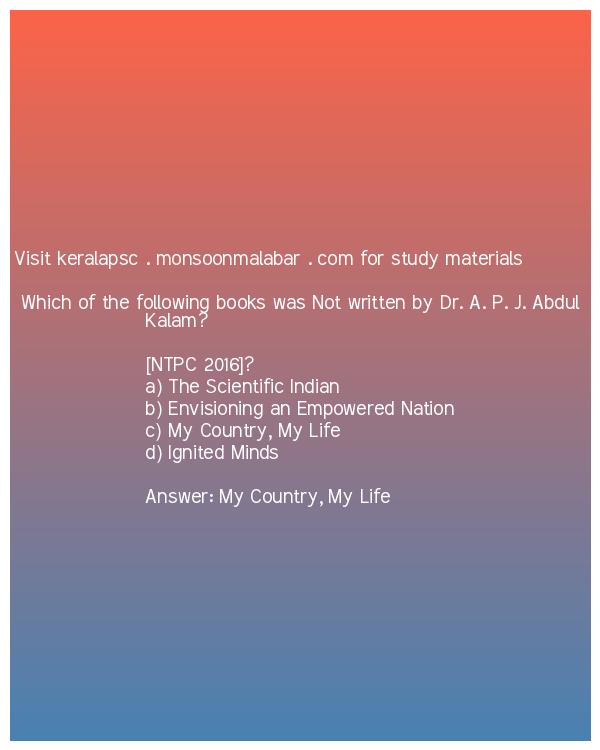 Visit keralapsc . monsoonmalabar . com for study materials
Which of the following books was Not written by Dr. A. P. J. Abdul
Kalam?
[NTPC 2016]?
a) The Scientific Indian
b) Envisioning an Empowered Nation
c) My Country, My Life
d) Ignited Minds
Answer: My Country, My Life